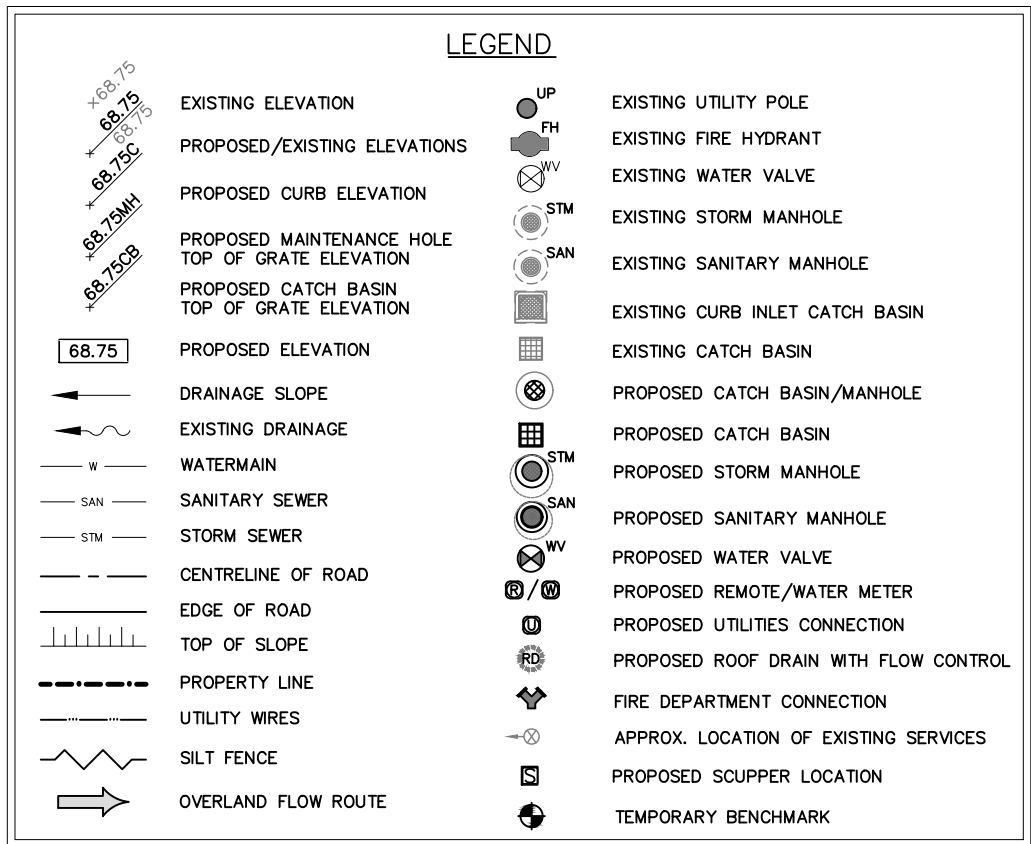 LEGEND
×68.75
EXISTING ELEVATION
68.75
68.75
PROPOSED/EXISTING ELEVATIONS
68.75C
PROPOSED CURB ELEVATION
68.75MH
PROPOSED MAINTENANCE HOLE
TOP OF GRATE ELEVATION
68.75CB
PROPOSED CATCH BASIN
TOP OF GRATE ELEVATION
68.75
PROPOSED ELEVATION
DRAINAGE SLOPE
EXISTING DRAINAGE
W
WATERMAIN
SAN
SANITARY SEWER
STM
STORM SEWER
CENTRELINE OF ROAD
EDGE OF ROAD
TOP OF SLOPE
PROPERTY LINE
UTILITY WIRES
SILT FENCE
OVERLAND FLOW ROUTE
UP
EXISTING UTILITY POLE
FH
EXISTING FIRE HYDRANT
WV
EXISTING WATER VALVE
STM
EXISTING STORM MANHOLE
SAN
EXISTING SANITARY MANHOLE
EXISTING CURB INLET CATCH BASIN
EXISTING CATCH BASIN
PROPOSED CATCH BASIN/MANHOLE
PROPOSED CATCH BASIN
STM
PROPOSED STORM MANHOLE
SAN
PROPOSED SANITARY MANHOLE
WV
PROPOSED WATER VALVE
R/W
PROPOSED REMOTE/WATER METER
U
PROPOSED UTILITIES CONNECTION
RD
PROPOSED ROOF DRAIN WITH FLOW CONTROL
FIRE DEPARTMENT CONNECTION
APPROX. LOCATION OF EXISTING SERVICES
S
PROPOSED SCUPPER LOCATION
TEMPORARY BENCHMARK